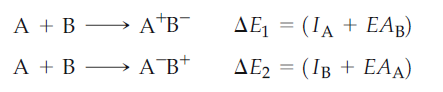 A + B ⟶ A⁺B⁻ ΔE₁ = (I_A + EA_B)
A + B ⟶ A⁻B⁺ ΔE₂ = (I_B + EA_A)